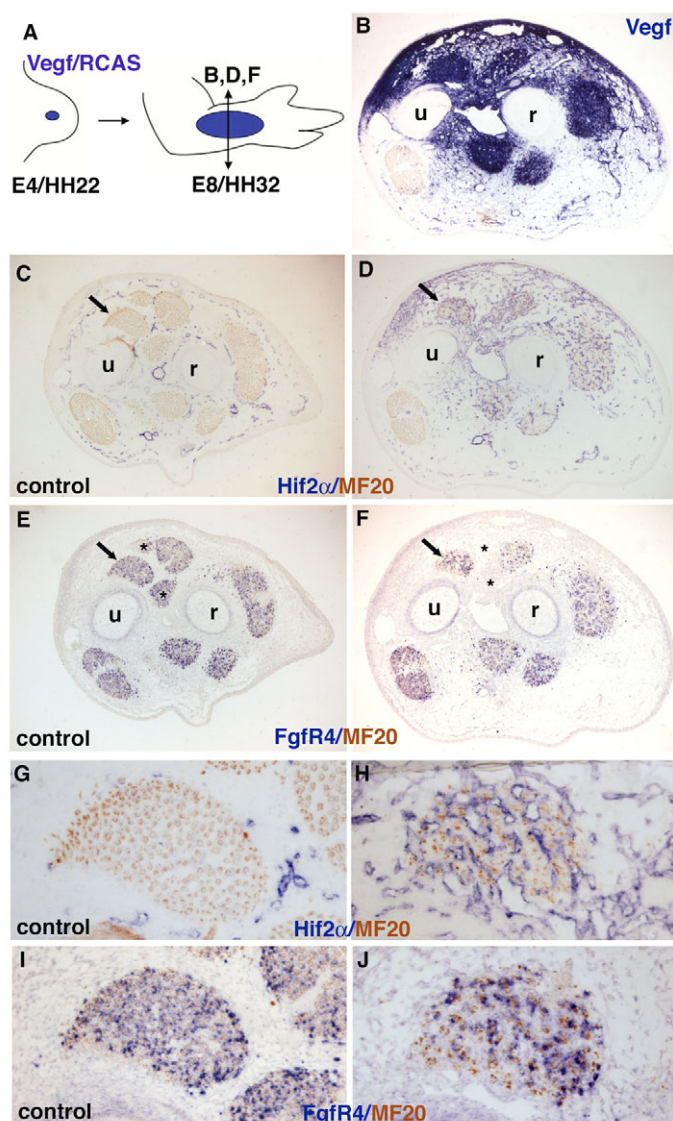 A
Vegf/RCAS
B,D,F
E4/HH22
E8/HH32
B
Vegf
u
r
C
u
r
control
D
u
r
Hif2α/MF20
E
*
*
u
r
control
F
*
*
u
r
FgfR4/MF20
G
control
H
Hif2α/MF20
I
control
J
FgfR4/MF20